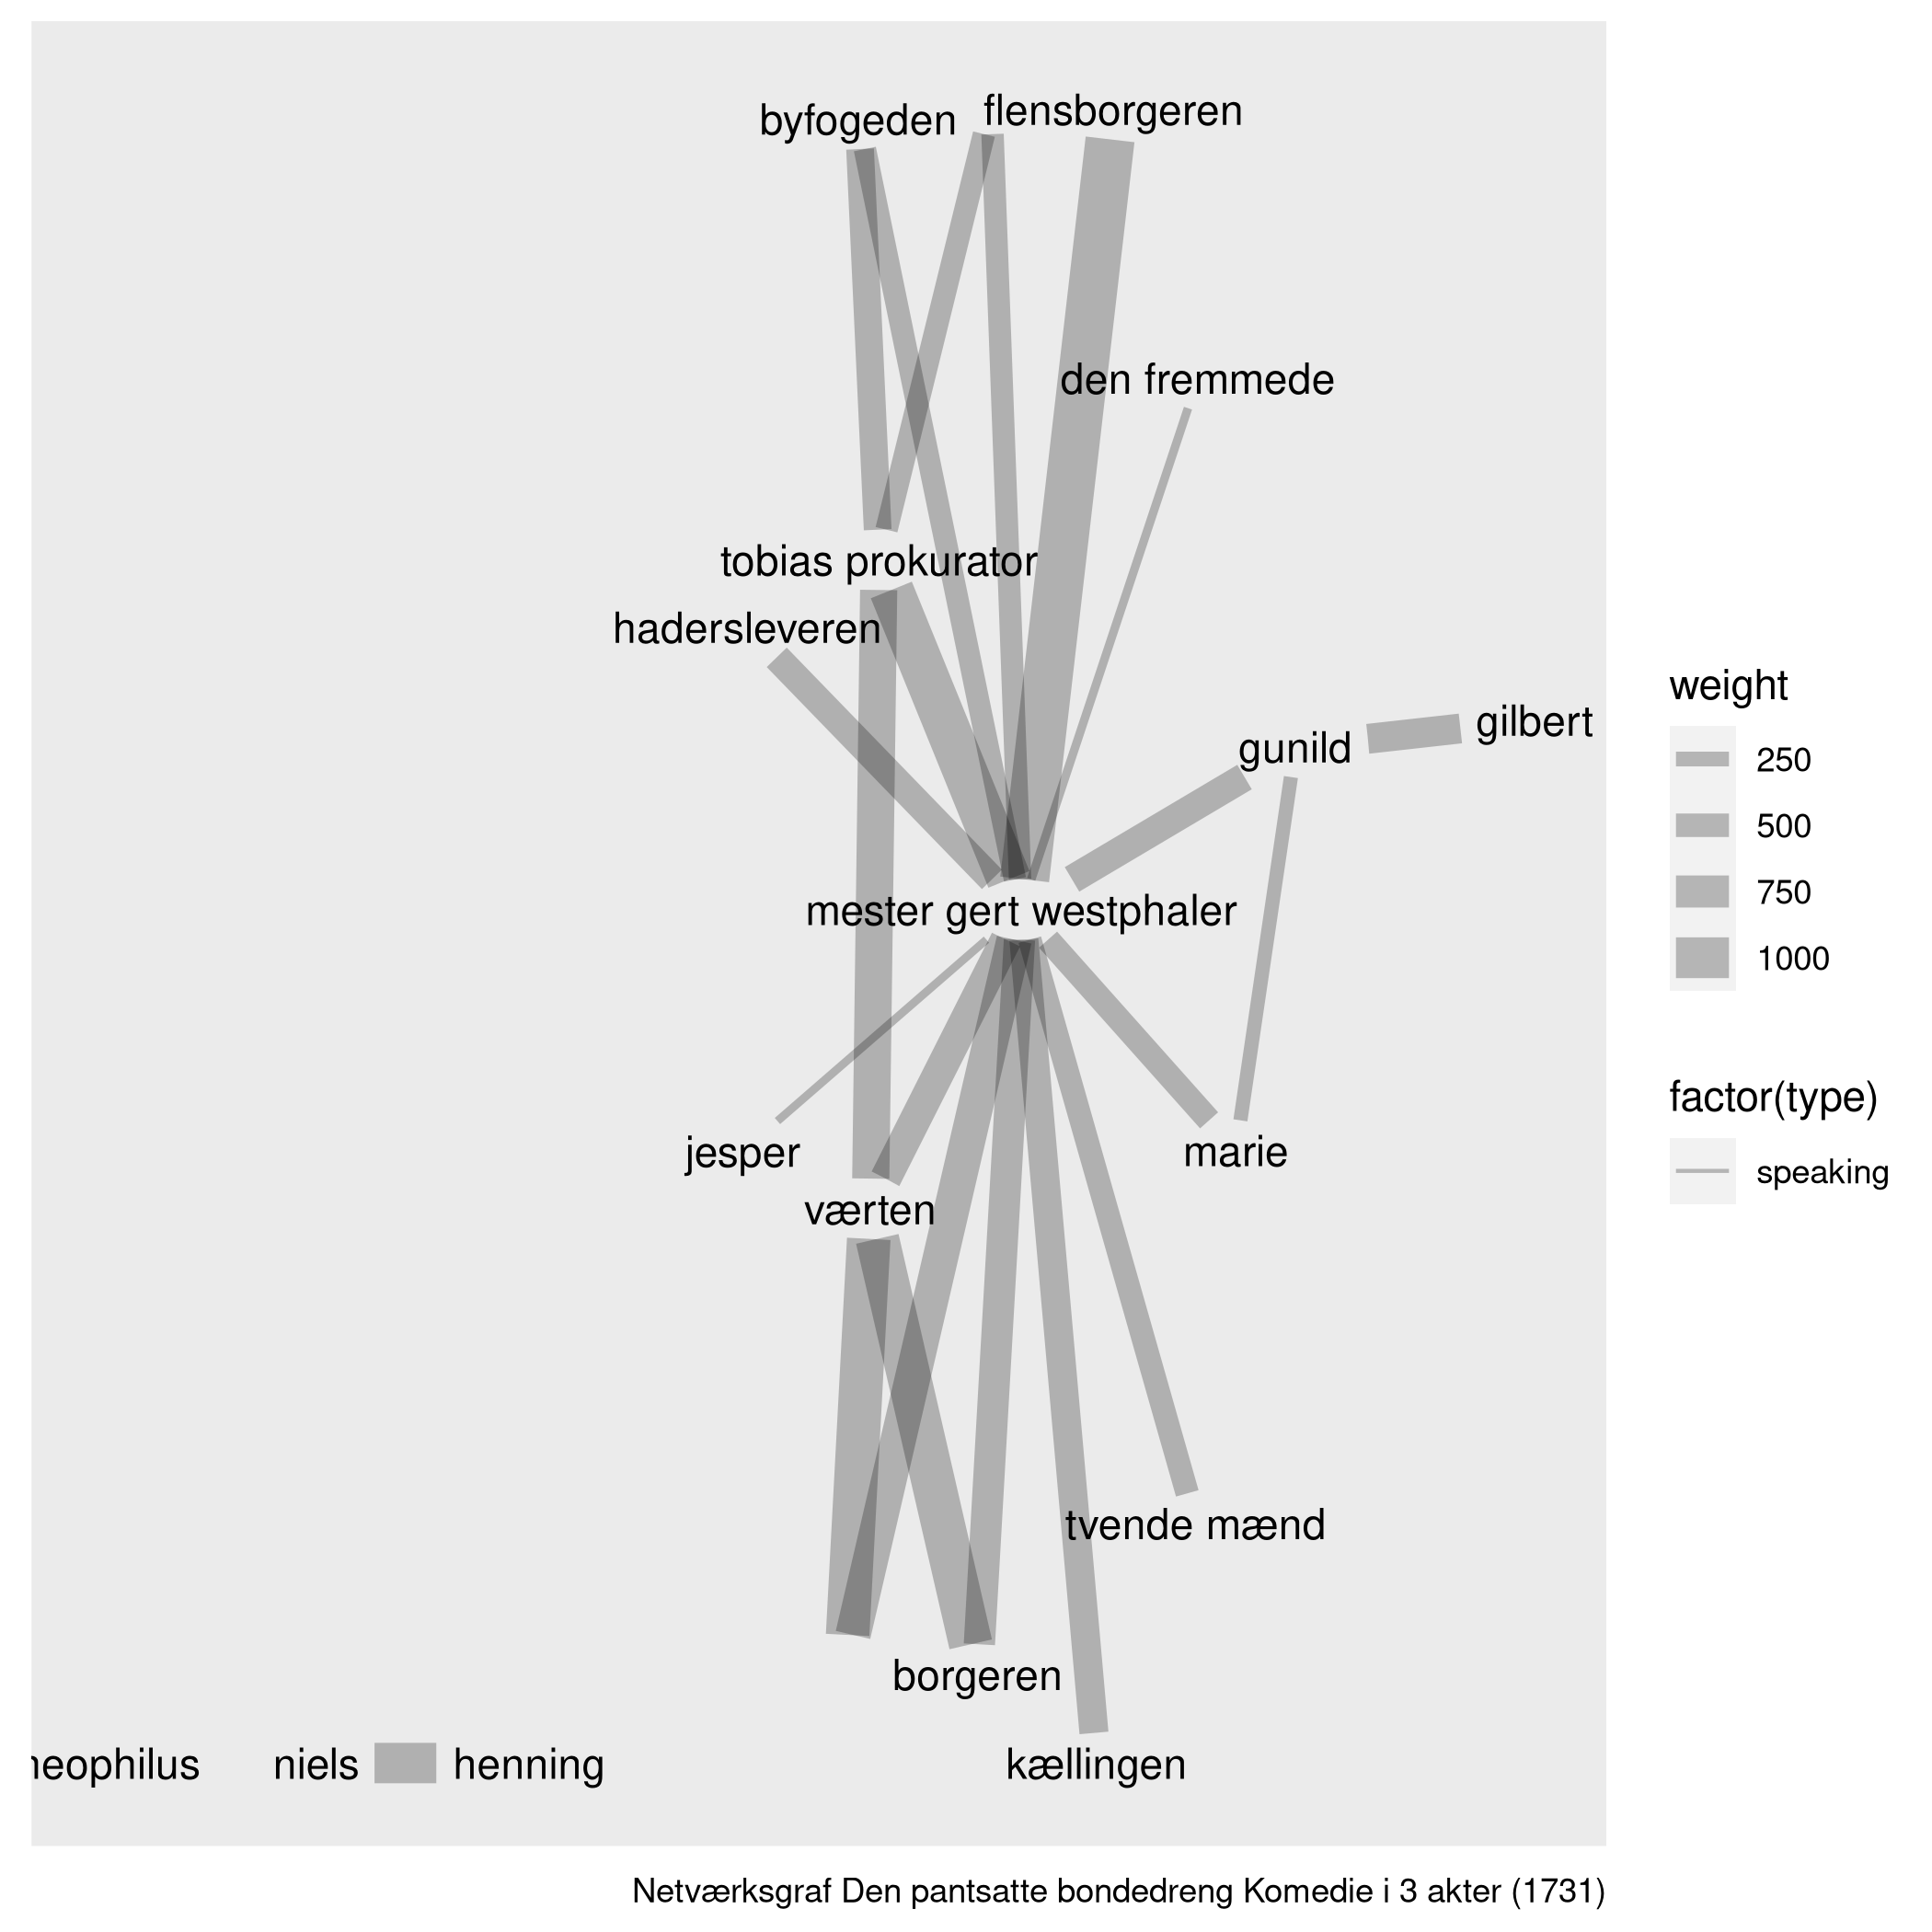 byfogeden
flensborgeren
den fremmede
tobias prokurator
hadersleveren
gunild
gilbert
mester gert westphaler
jesper
marie
værten
tvende mænd
borgeren
neophilus
niels
henning
kællingen
weight
250
500
750
1000
factor(type)
speaking
Netværksgraf Den pantsatte bondedreng Komedie i 3 akter (1731)